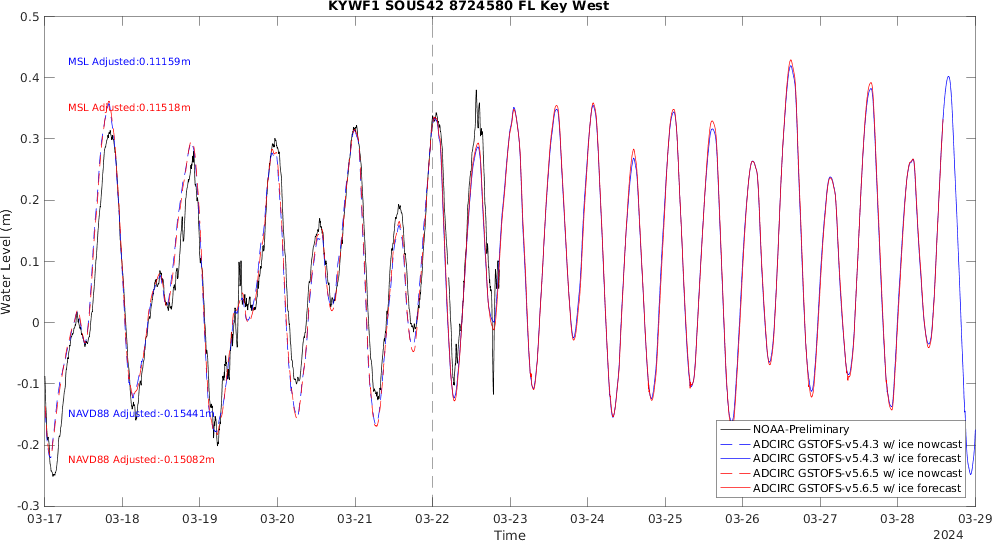 KYWF1 SOUS42 8724580 FL Key West
0.5
MSL Adjusted:0.11159m
0.4
MSL Adjusted:0.11518m
0.3
0.2
0.1
Water Level (m)
0
-0.1
NAVD88 Adjusted:-0.15441m
-0.2
NAVD88 Adjusted:-0.15082m
-0.3
NOAA-Preliminary
ADCIRC GSTOFS-v5.4.3 w/ ice nowcast
ADCIRC GSTOFS-v5.4.3 w/ ice forecast
ADCIRC GSTOFS-v5.6.5 w/ ice nowcast
ADCIRC GSTOFS-v5.6.5 w/ ice forecast
03-17 03-18 03-19 03-20 03-21 03-22 03-23 03-24 03-25 03-26 03-27 03-28 03-29
Time
2024